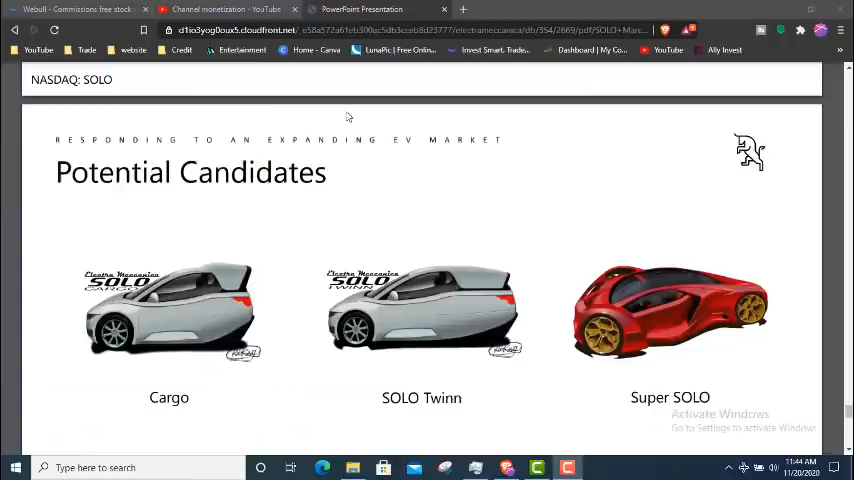 Webull - Commissions free stock
Channel monetization - YouTube
PowerPoint Presentation
d1io3yog0oux5.cloudfront.net/_e58a572a61eb300ac5db3cceb8d23777/electrameccanica/db/354/2669/pdf/SOLO+Mar...
YouTube
Trade
website
Credit
Entertainment
Home - Canva
LunaPic | Free Onlin...
Invest Smart, Trade...
Dashboard | My Co...
YouTube
Ally Invest
NASDAQ: SOLO
RESPONDING TO AN EXPANDING EV MARKET
Potential Candidates
Electra Meccanica
SOLO
CARGO
Electra Meccanica
SOLO
TWINN
Cargo
SOLO Twinn
Super SOLO
Activate Windows
Go to Settings to activate Windows.
Type here to search
11:44 AM
11/20/2020